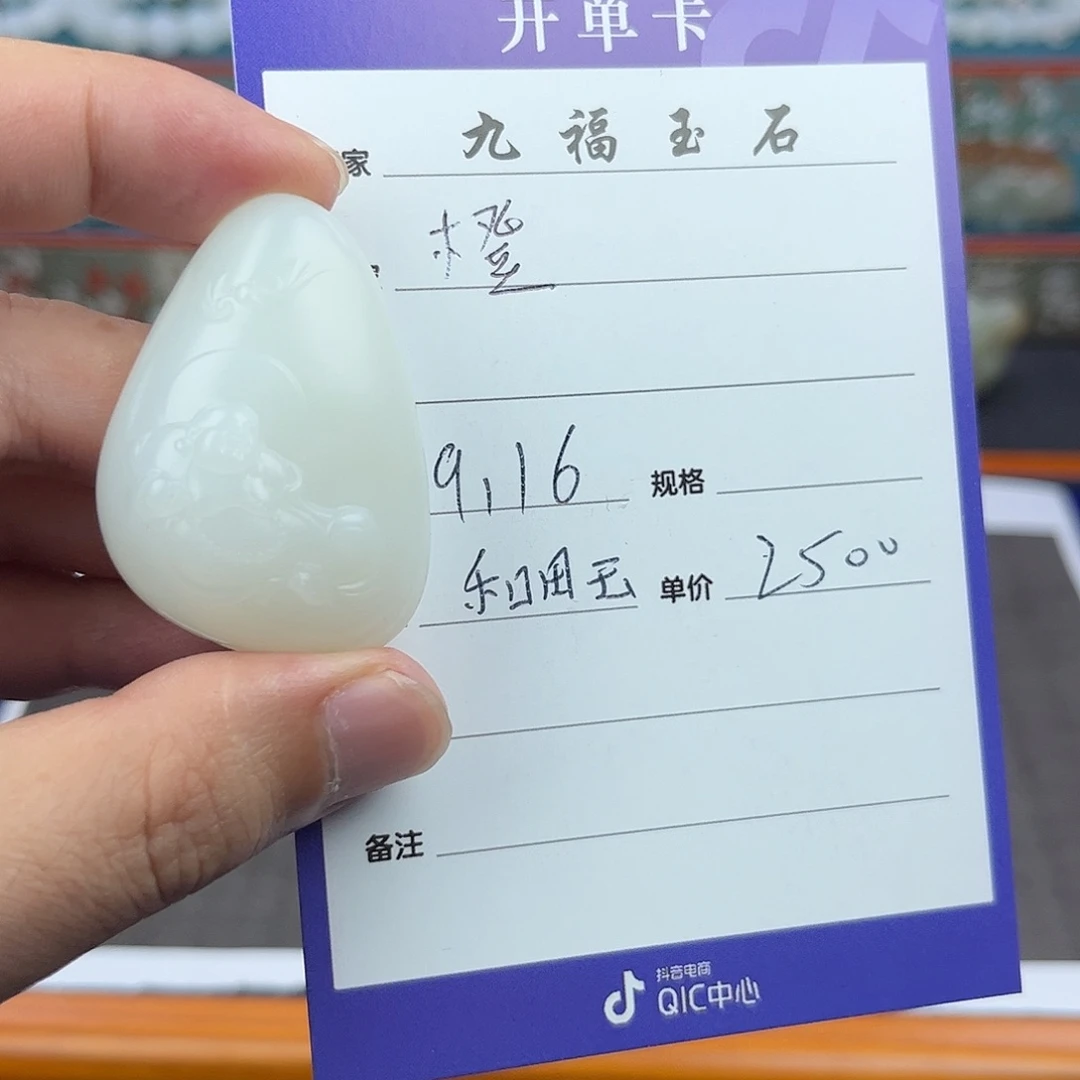 开单卡
家 九福玉石
橙
9,16 规格
和田玉 单价 2500
备注
抖音电商
QIC中心